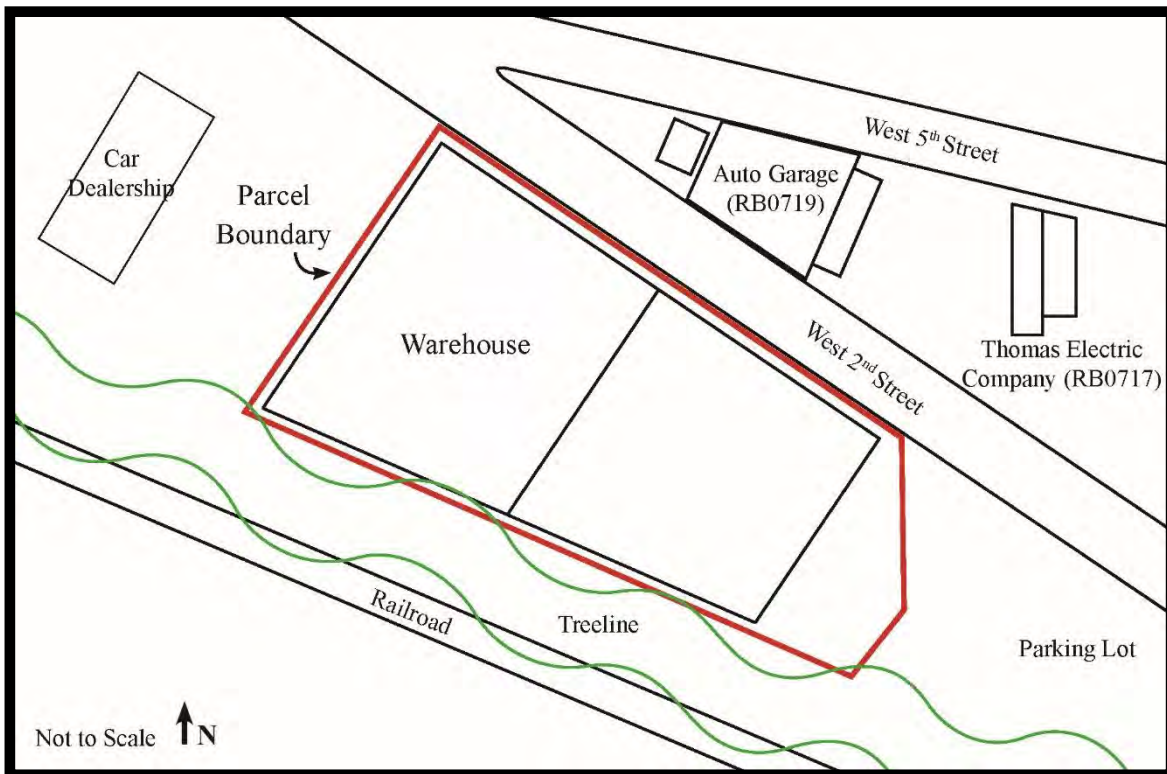 West 5th Street
Car
Dealership
Auto Garage
(RB0719)
Parcel
Boundary
Warehouse
West 2nd Street
Thomas Electric
Company (RB0717)
Railroad
Treeline
Parking Lot
Not to Scale
N